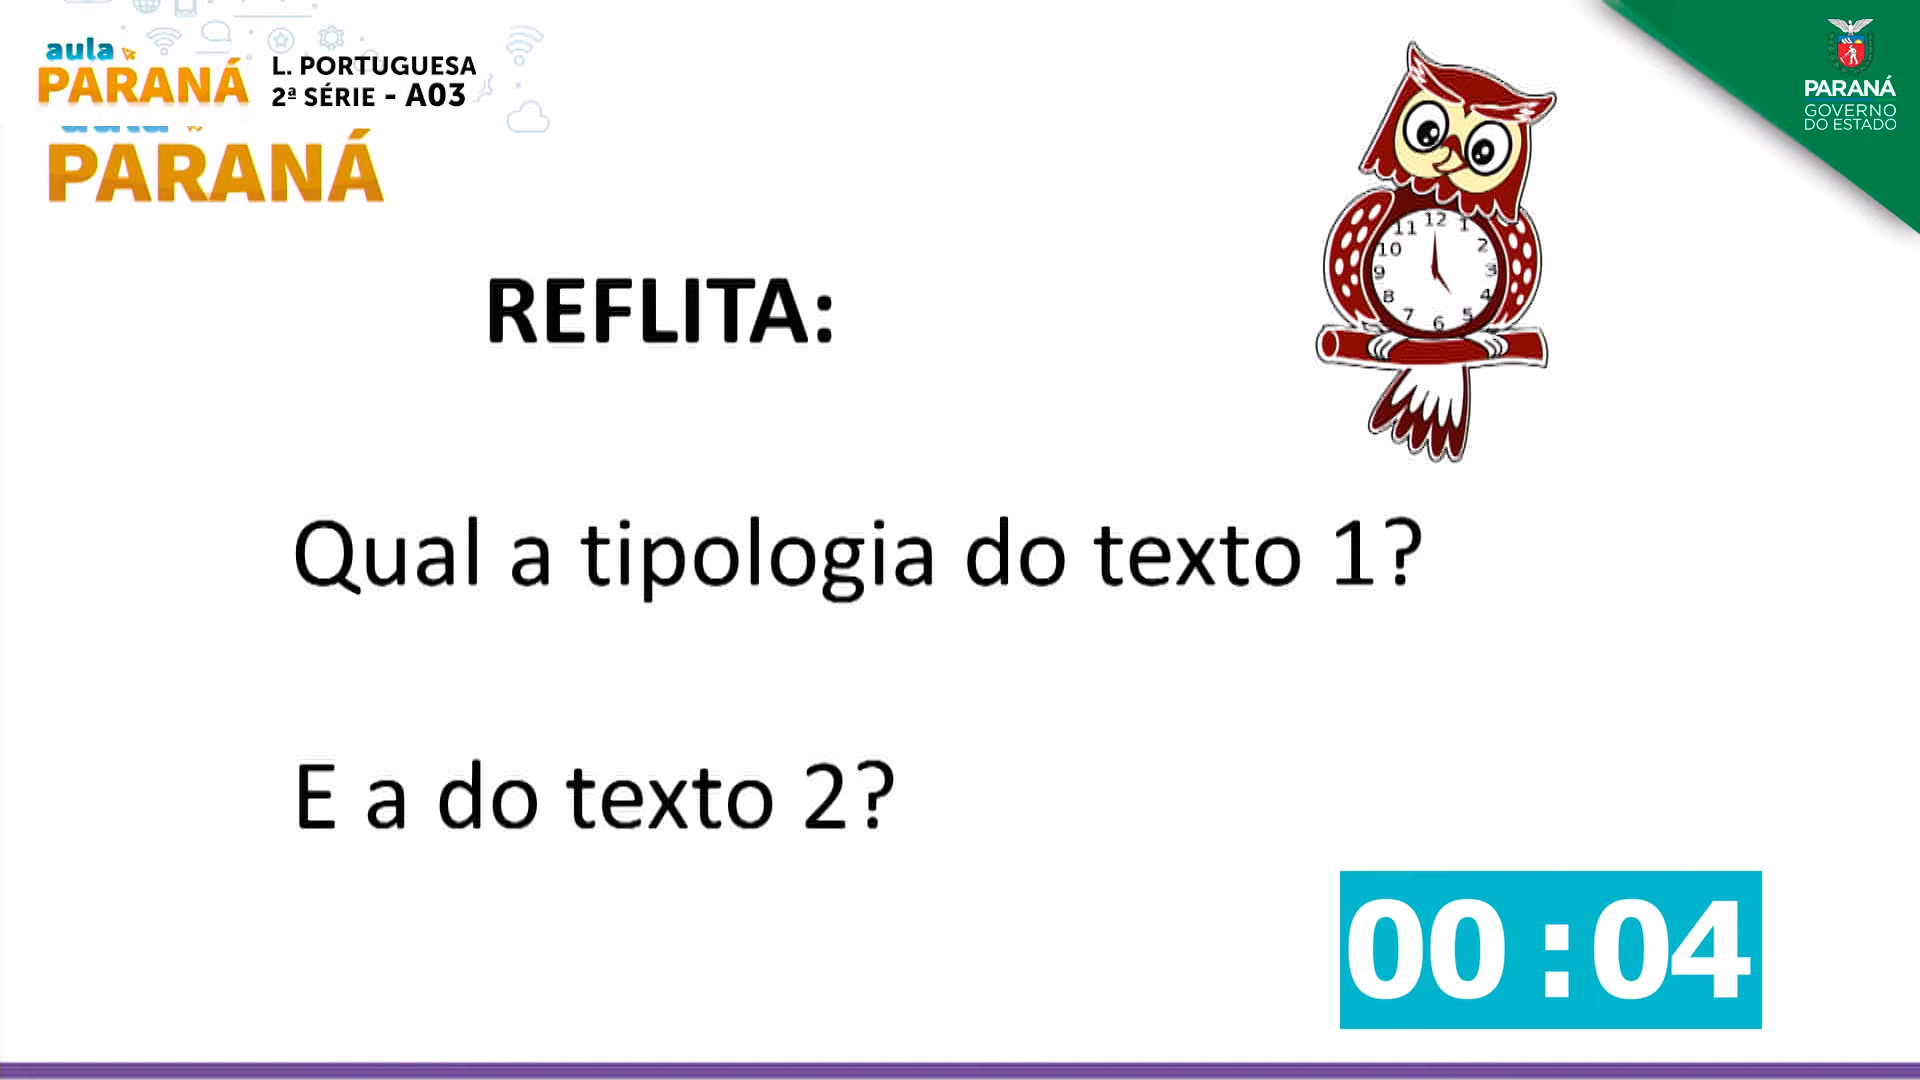 aula
PARANÁ
L. PORTUGUESA
2ª SÉRIE - A03
aula
PARANÁ
PARANÁ
GOVERNO
DO ESTADO
12
11 1
10 2
9 3
8 4
7 5
6
REFLITA:
Qual a tipologia do texto 1?
E a do texto 2?
00:04